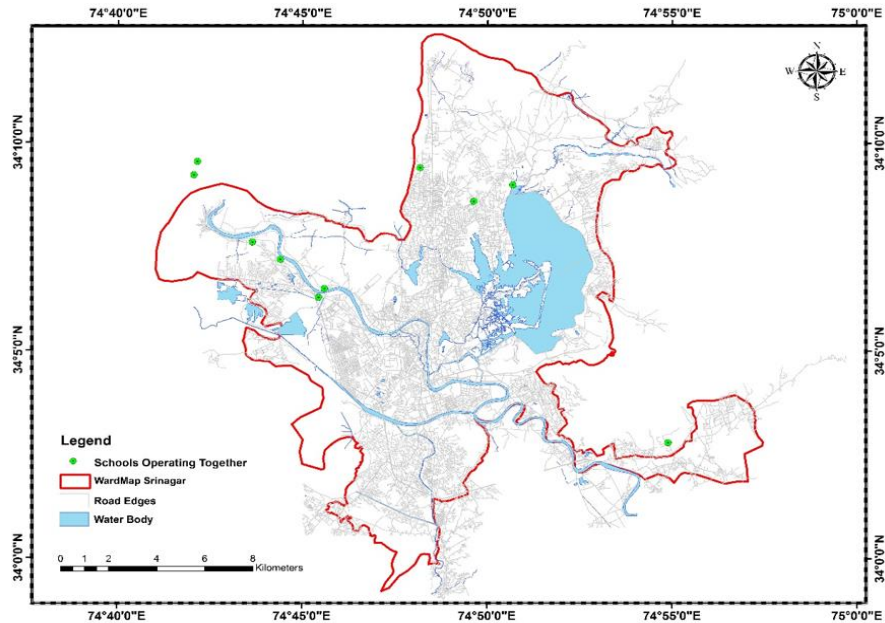 74°40'0"E 74°45'0"E 74°50'0"E 74°55'0"E 75°0'0"E
N
W E
S
34°10'0"N 34°10'0"N
34°5'0"N 34°5'0"N
34°0'0"N 34°0'0"N
Legend
Schools Operating Together
WardMap Srinagar
Road Edges
Water Body
0 1 2 4 6 8
Kilometers
74°40'0"E 74°45'0"E 74°50'0"E 74°55'0"E 75°0'0"E